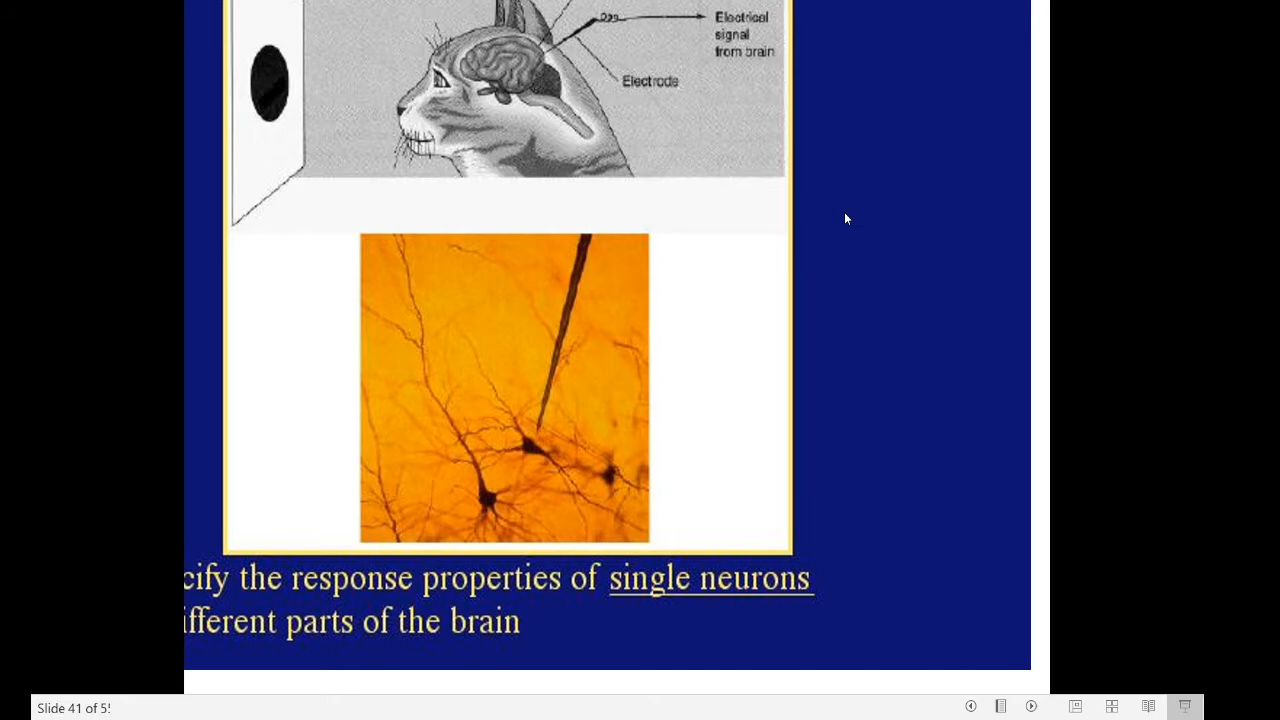 Electrical
signal
from brain
Electrode
cify the response properties of single neurons
ifferent parts of the brain
Slide 41 of 5!